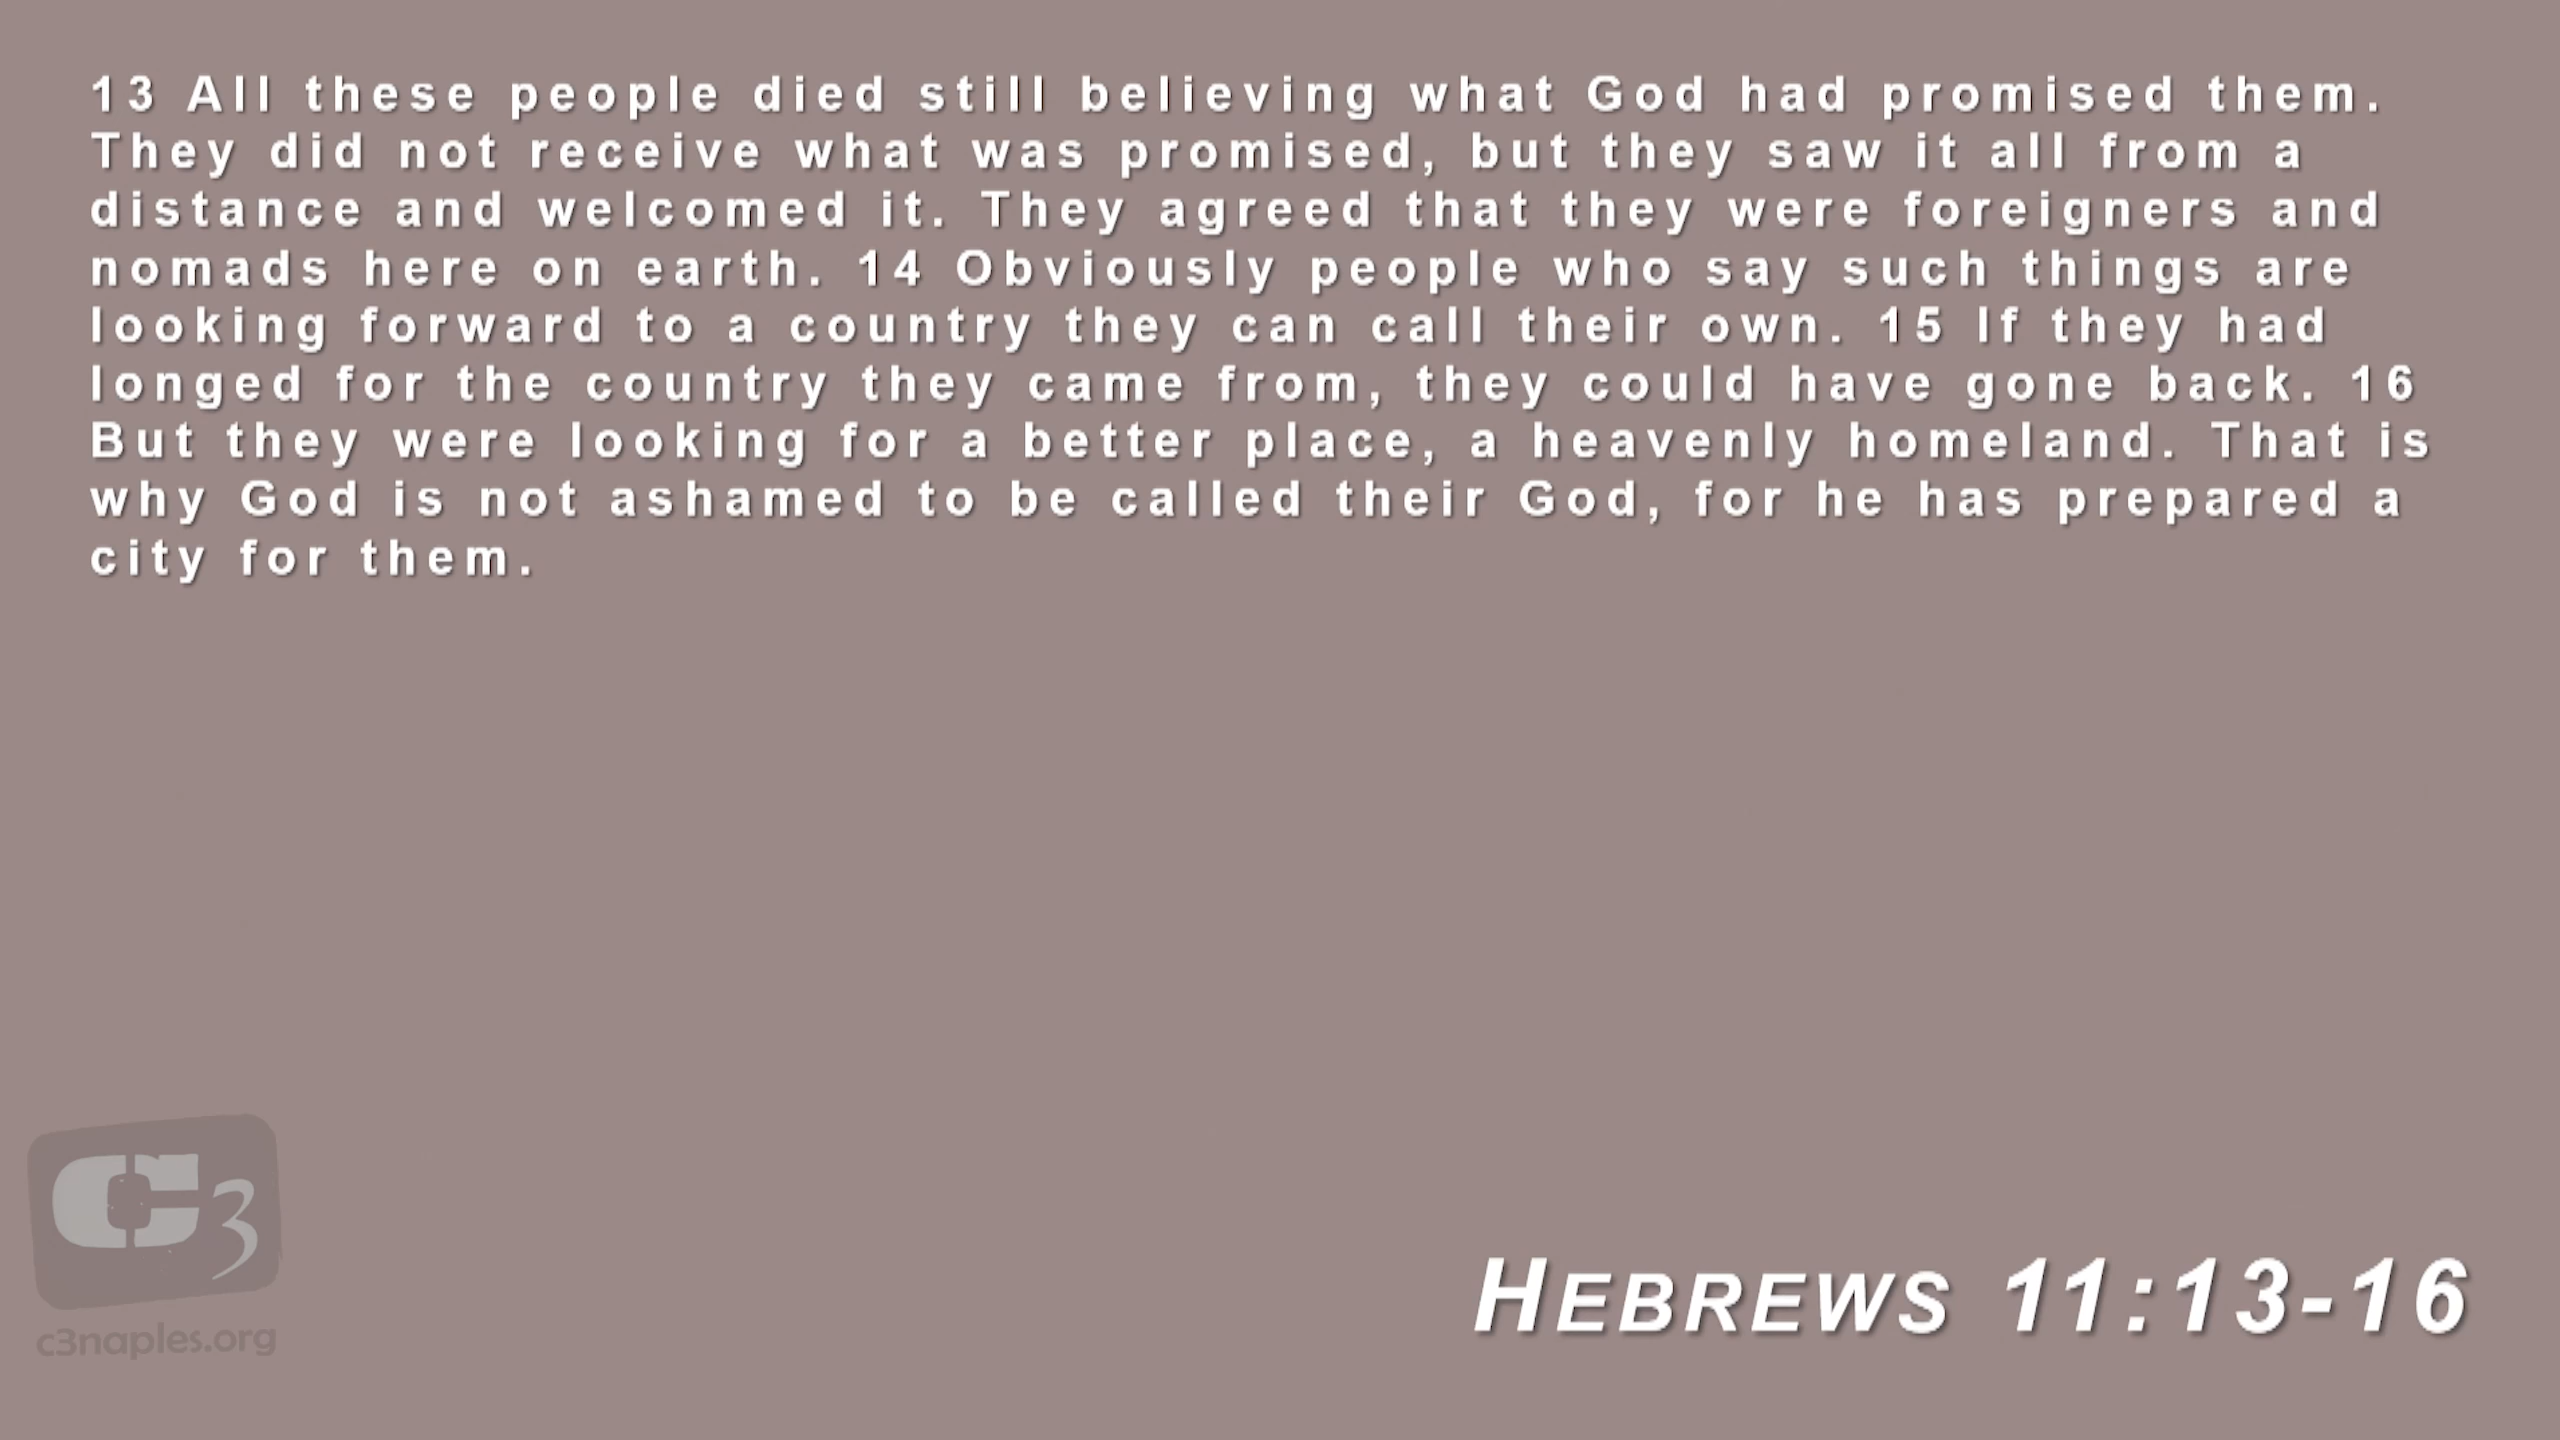 13 All these people died still believing what God had promised them.
They did not receive what was promised, but they saw it all from a
distance and welcomed it. They agreed that they were foreigners and
nomads here on earth. 14 Obviously people who say such things are
looking forward to a country they can call their own. 15 If they had
longed for the country they came from, they could have gone back. 16
But they were looking for a better place, a heavenly homeland. That is
why God is not ashamed to be called their God, for he has prepared a
city for them.
C3
c3naples.org
HEBREWS 11:13-16